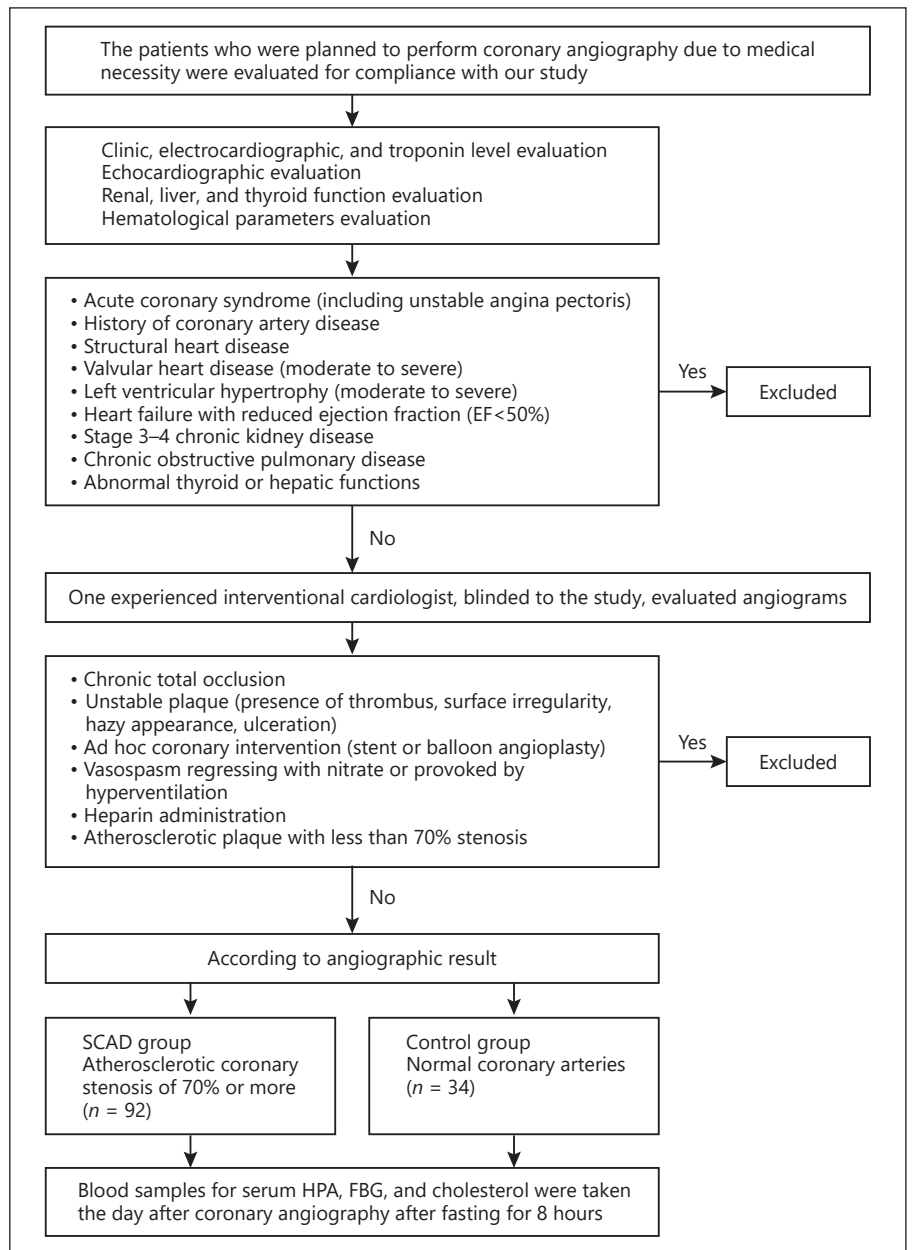 The patients who were planned to perform coronary angiography due to medical
necessity were evaluated for compliance with our study
Clinic, electrocardiographic, and troponin level evaluation
Echocardiographic evaluation
Renal, liver, and thyroid function evaluation
Hematological parameters evaluation
• Acute coronary syndrome (including unstable angina pectoris)
• History of coronary artery disease
• Structural heart disease
• Valvular heart disease (moderate to severe)
• Left ventricular hypertrophy (moderate to severe)
• Heart failure with reduced ejection fraction (EF<50%)
• Stage 3–4 chronic kidney disease
• Chronic obstructive pulmonary disease
• Abnormal thyroid or hepatic functions
Yes
Excluded
No
One experienced interventional cardiologist, blinded to the study, evaluated angiograms
• Chronic total occlusion
• Unstable plaque (presence of thrombus, surface irregularity,
hazy appearance, ulceration)
• Ad hoc coronary intervention (stent or balloon angioplasty)
• Vasospasm regressing with nitrate or provoked by
hyperventilation
• Heparin administration
• Atherosclerotic plaque with less than 70% stenosis
Yes
Excluded
No
According to angiographic result
SCAD group
Atherosclerotic coronary
stenosis of 70% or more
(n = 92)
Control group
Normal coronary arteries
(n = 34)
Blood samples for serum HPA, FBG, and cholesterol were taken
the day after coronary angiography after fasting for 8 hours